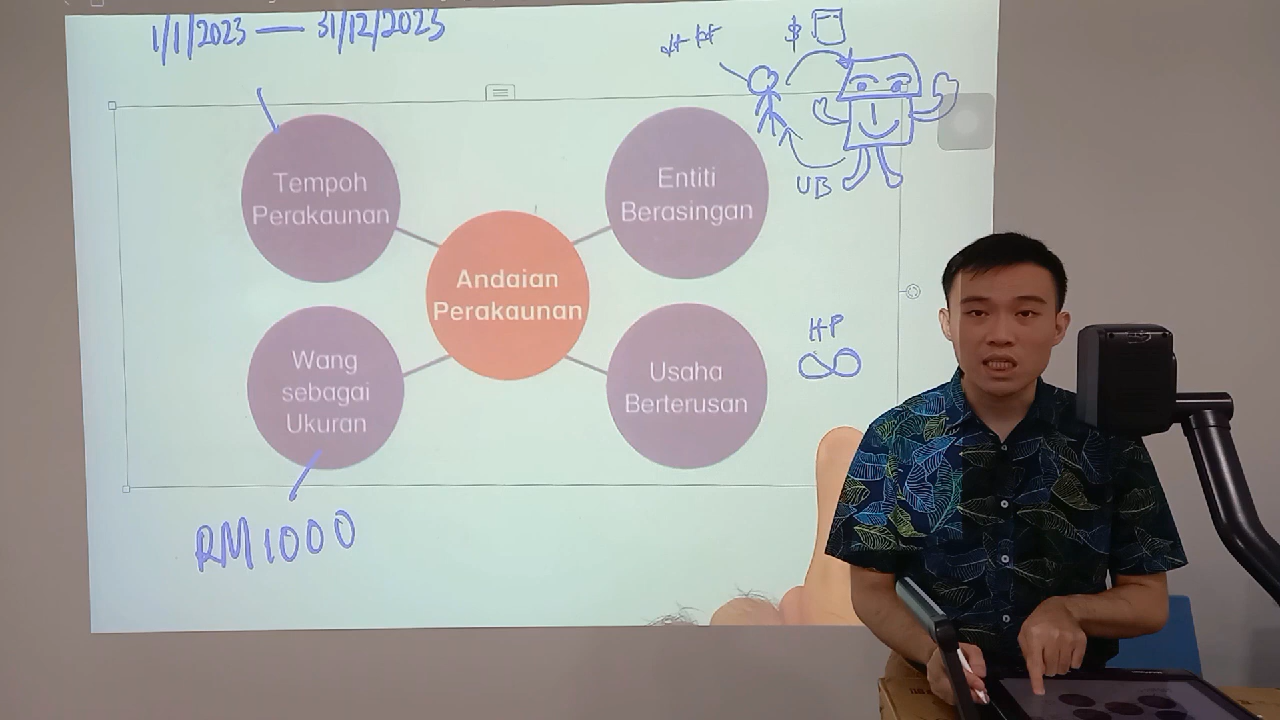 1/1/2023 — 31/12/2023
$
Tempoh
Perakaunan
Entiti
Berasingan
UB
Andaian
Perakaunan
Wang
sebagai
Ukuran
HP
∞
Usaha
Berterusan
RM1000